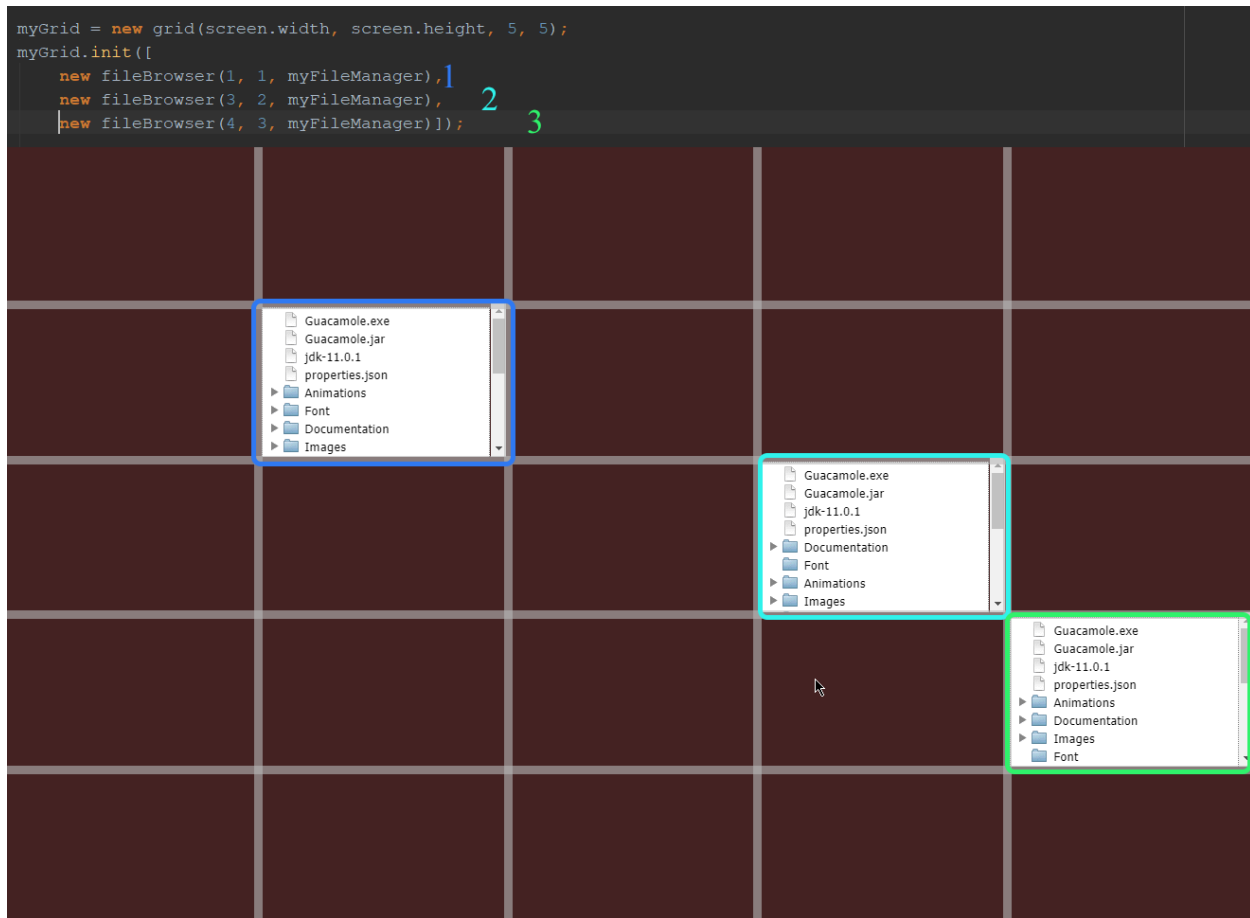 myGrid = new grid(screen.width, screen.height, 5, 5);
myGrid.init([
new fileBrowser(1, 1, myFileManager), 1
new fileBrowser(3, 2, myFileManager), 2
new fileBrowser(4, 3, myFileManager)]); 3
Guacamole.exe
Guacamole.jar
jdk-11.0.1
properties.json
Animations
Font
Documentation
Images
Guacamole.exe
Guacamole.jar
jdk-11.0.1
properties.json
Documentation
Font
Animations
Images
Guacamole.exe
Guacamole.jar
jdk-11.0.1
properties.json
Animations
Documentation
Images
Font